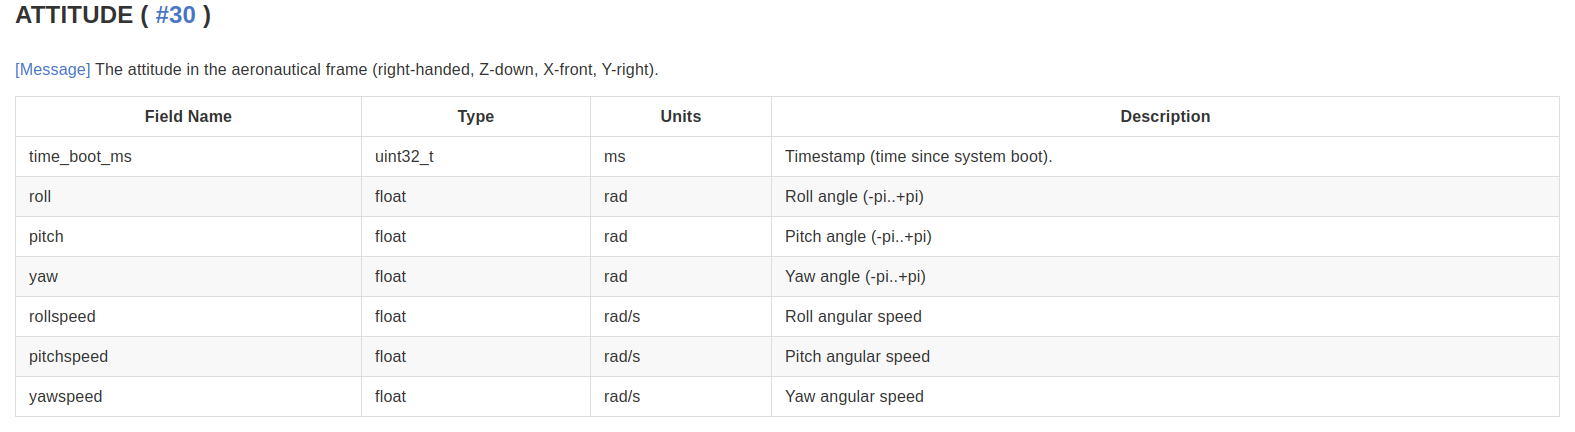 ATTITUDE ( #30 )
[Message] The attitude in the aeronautical frame (right-handed, Z-down, X-front, Y-right).
Field Name Type Units Description
time_boot_ms uint32_t ms Timestamp (time since system boot).
roll float rad Roll angle (-pi..+pi)
pitch float rad Pitch angle (-pi..+pi)
yaw float rad Yaw angle (-pi..+pi)
rollspeed float rad/s Roll angular speed
pitchspeed float rad/s Pitch angular speed
yawspeed float rad/s Yaw angular speed